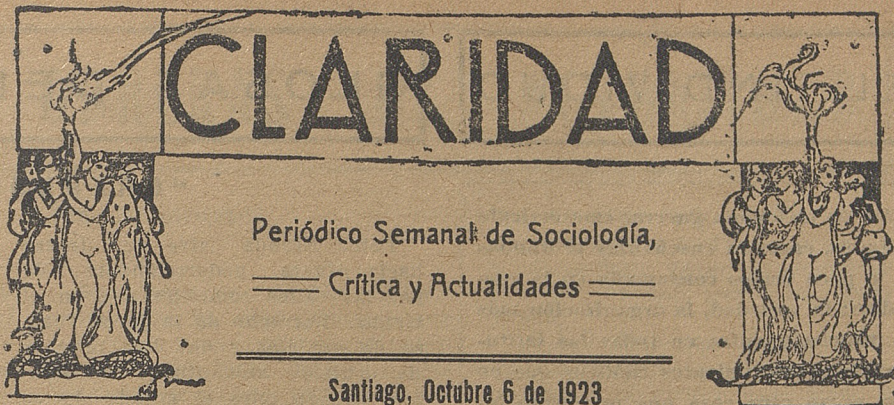 CLARIDAD
Periódico Semanal de Sociología,
Crítica y Actualidades
Santiago, Octubre 6 de 1923